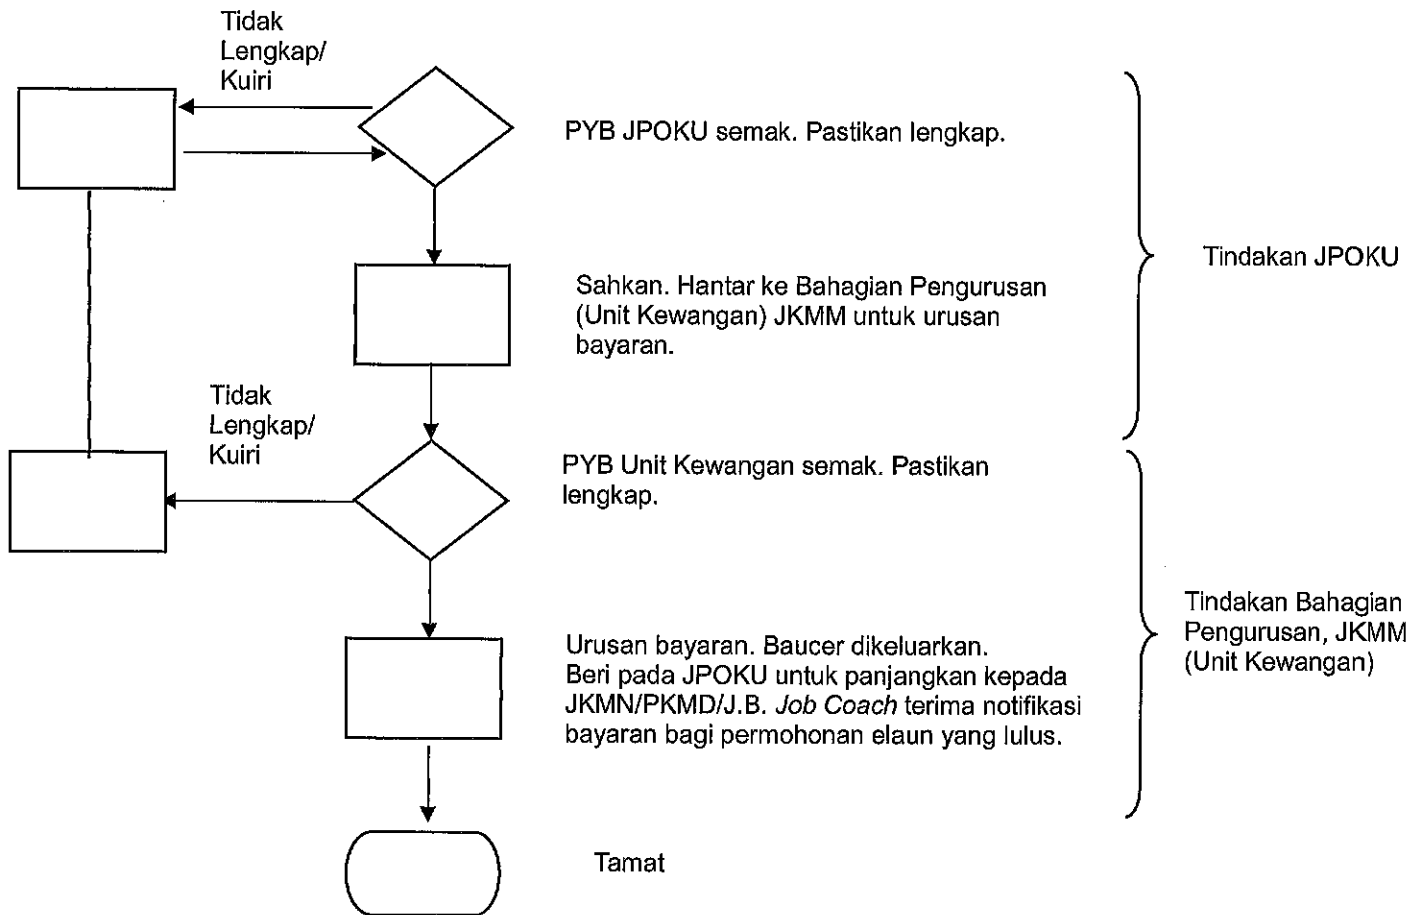 Tidak
Lengkap/
Kuiri
PYB JPOKU semak. Pastikan lengkap.
Tindakan JPOKU
Sahkan. Hantar ke Bahagian Pengurusan
(Unit Kewangan) JKMM untuk urusan
bayaran.
Tidak
Lengkap/
Kuiri
PYB Unit Kewangan semak. Pastikan
lengkap.
Tindakan Bahagian
Pengurusan, JKMM
(Unit Kewangan)
Urusan bayaran. Baucer dikeluarkan.
Beri pada JPOKU untuk panjangkan kepada
JKMN/PKMD/J.B. Job Coach terima notifikasi
bayaran bagi permohonan elaun yang lulus.
Tamat